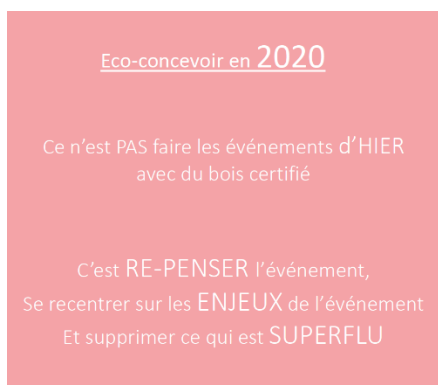 Eco-concevoir en 2020
Ce n'est PAS faire les événements d'HIER
avec du bois certifié
C'est RE-PENSER l'événement,
Se recentrer sur les ENJEUX de l'événement
Et supprimer ce qui est SUPERFLU